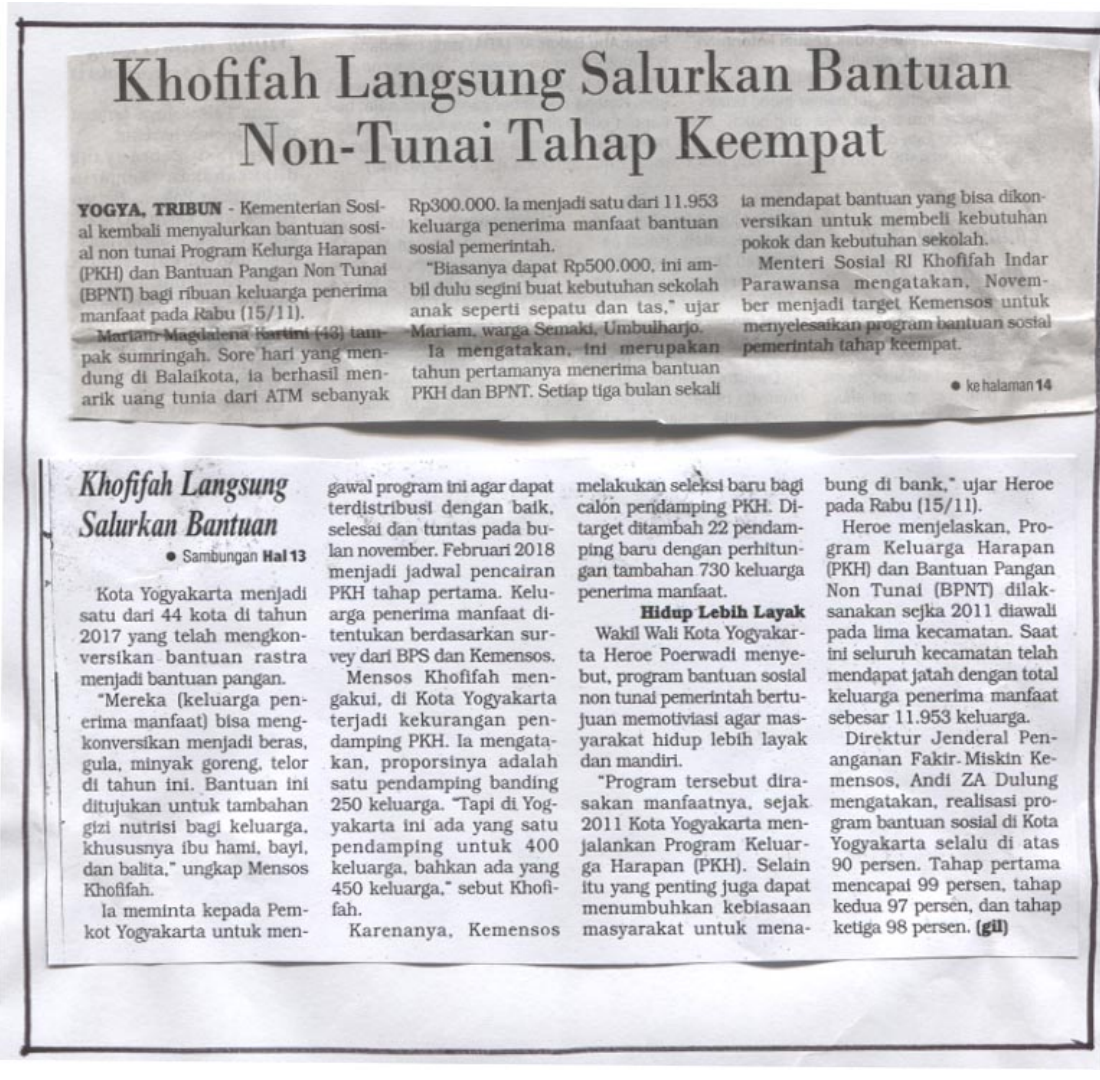 Khofifah Langsung Salurkan Bantuan
Non-Tunai Tahap Keempat
YOGYA, TRIBUN - Kementerian Sosi-
al kembali menyalurkan bantuan sosi-
al non tunai Program Kelurga Harapan
(PKH) dan Bantuan Pangan Non Tunai
(BPNT) bagi ribuan keluarga penerima
manfaat pada Rabu (15/11).
Mariam Magdalena Kartini (43) tam-
pak sumringah. Sore hari yang men-
dung di Balaikota, ia berhasil men-
arik uang tunia dari ATM sebanyak
Rp300.000. Ia menjadi satu dari 11.953
keluarga penerima manfaat bantuan
sosial pemerintah.
"Biasanya dapat Rp500.000, ini am-
bil dulu segini buat kebutuhan sekolah
anak seperti sepatu dan tas," ujar
Mariam, warga Semaki, Umbulharjo.
Ia mengatakan, ini merupakan
tahun pertamanya menerima bantuan
PKH dan BPNT. Setiap tiga bulan sekali
ia mendapat bantuan yang bisa dikon-
versikan untuk membeli kebutuhan
pokok dan kebutuhan sekolah.
Menteri Sosial RI Khofifah Indar
Parawansa mengatakan, Novem-
ber menjadi target Kemensos untuk
menyelesaikan program bantuan sosial
pemerintah tahap keempat.
● ke halaman 14
Khofifah Langsung
Salurkan Bantuan
● Sambungan Hal 13
Kota Yogyakarta menjadi
satu dari 44 kota di tahun
2017 yang telah mengkon-
versikan bantuan rastra
menjadi bantuan pangan.
"Mereka (keluarga pen-
erima manfaat) bisa meng-
konversikan menjadi beras,
gula, minyak goreng, telor
di tahun ini. Bantuan ini
ditujukan untuk tambahan
gizi nutrisi bagi keluarga,
khususnya ibu hami, bayi,
dan balita," ungkap Mensos
Khofifah.
Ia meminta kepada Pem-
kot Yogyakarta untuk men-
gawal program ini agar dapat
terdistribusi dengan baik,
selesai dan tuntas pada bu-
lan november. Februari 2018
menjadi jadwal pencairan
PKH tahap pertama. Kelu-
arga penerima manfaat di-
tentukan berdasarkan sur-
vey dari BPS dan Kemensos.
Mensos Khofifah men-
gakui, di Kota Yogyakarta
terjadi kekurangan pen-
damping PKH. Ia mengata-
kan, proporsinya adalah
satu pendamping banding
250 keluarga. "Tapi di Yog-
yakarta ini ada yang satu
pendamping untuk 400
keluarga, bahkan ada yang
450 keluarga," sebut Khofi-
fah.
Karenanya, Kemensos
melakukan seleksi baru bagi
calon pendamping PKH. Di-
target ditambah 22 pendam-
ping baru dengan perhitun-
gan tambahan 730 keluarga
penerima manfaat.
Hidup Lebih Layak
Wakil Wali Kota Yogyakar-
ta Heroe Poerwadi menye-
but, program bantuan sosial
non tunai pemerintah bertu-
juan memotiviasi agar mas-
yarakat hidup lebih layak
dan mandiri.
"Program tersebut dira-
sakan manfaatnya, sejak
2011 Kota Yogyakarta men-
jalankan Program Keluar-
ga Harapan (PKH). Selain
itu yang penting juga dapat
menumbuhkan kebiasaan
masyarakat untuk mena-
bung di bank," ujar Heroe
pada Rabu (15/11).
Heroe menjelaskan, Pro-
gram Keluarga Harapan
(PKH) dan Bantuan Pangan
Non Tunai (BPNT) dilak-
sanakan sejka 2011 diawali
pada lima kecamatan. Saat
ini seluruh kecamatan telah
mendapat jatah dengan total
keluarga penerima manfaat
sebesar 11.953 keluarga.
Direktur Jenderal Pen-
anganan Fakir Miskin Ke-
mensos, Andi ZA Dulung
mengatakan, realisasi pro-
gram bantuan sosial di Kota
Yogyakarta selalu di atas
90 persen. Tahap pertama
mencapai 99 persen, tahap
kedua 97 persen, dan tahap
ketiga 98 persen. (gil)